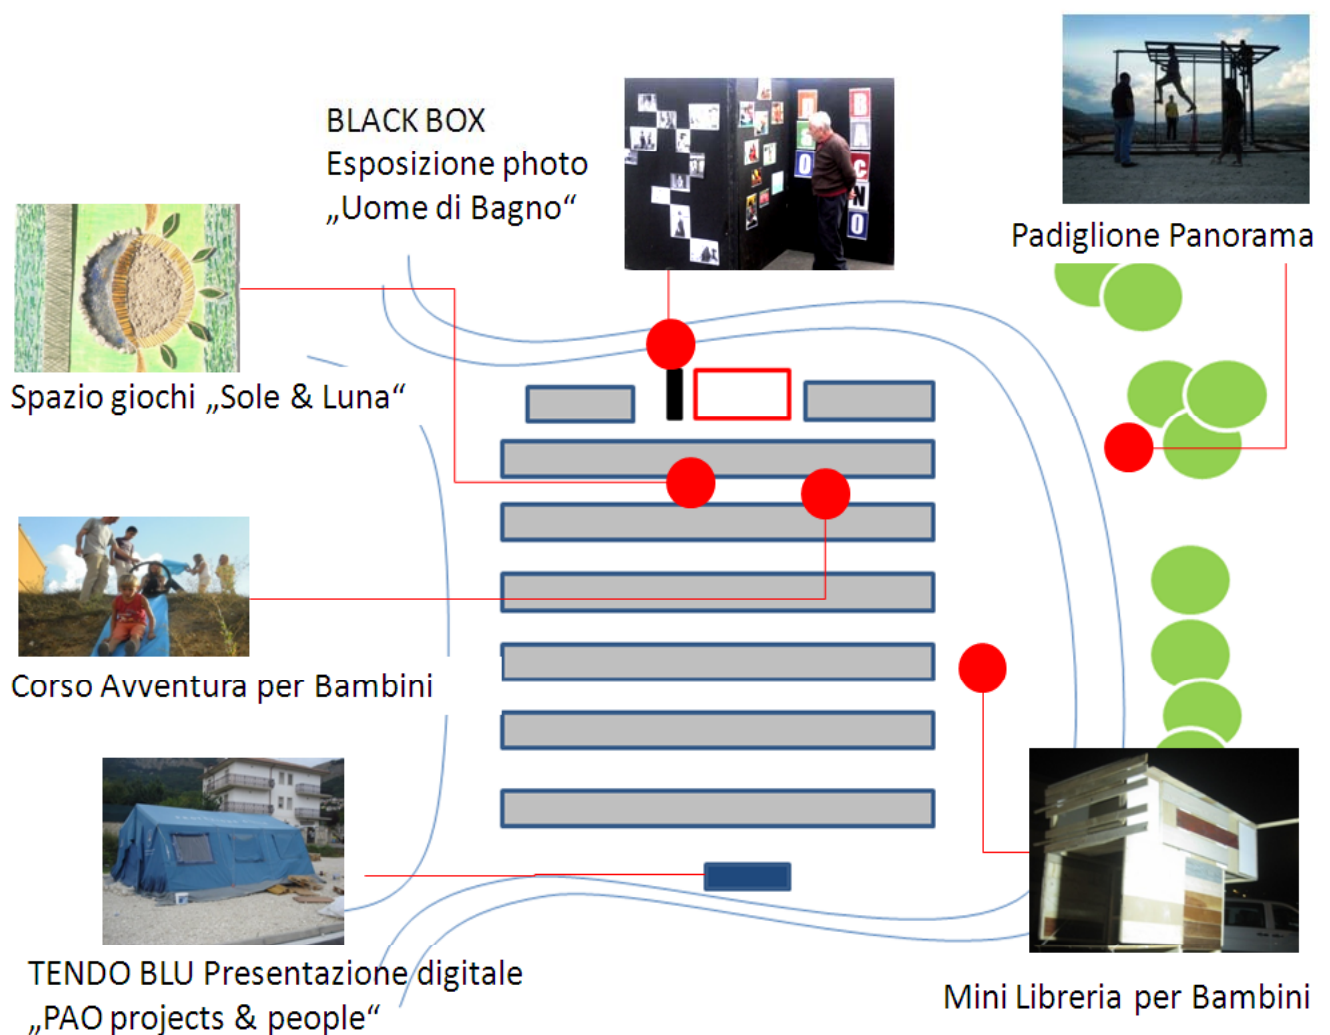 BLACK BOX
Esposizione photo
„Uome di Bagno“
U
S
O
B
A
G
N
O
Padiglione Panorama
Spazio giochi „Sole & Luna“
Corso Avventura per Bambini
TENDO BLU Presentazione digitale
„PAO projects & people“
Mini Libreria per Bambini